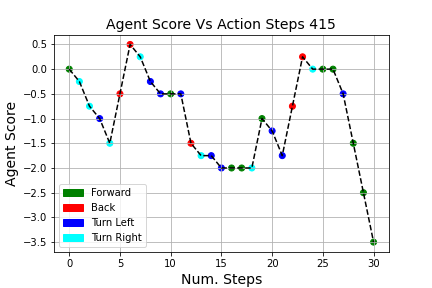 Agent Score Vs Action Steps 415
Agent Score
0.5
0.0
−0.5
−1.0
−1.5
−2.0
−2.5
−3.0
−3.5
Forward
Back
Turn Left
Turn Right
0 5 10 15 20 25 30
Num. Steps